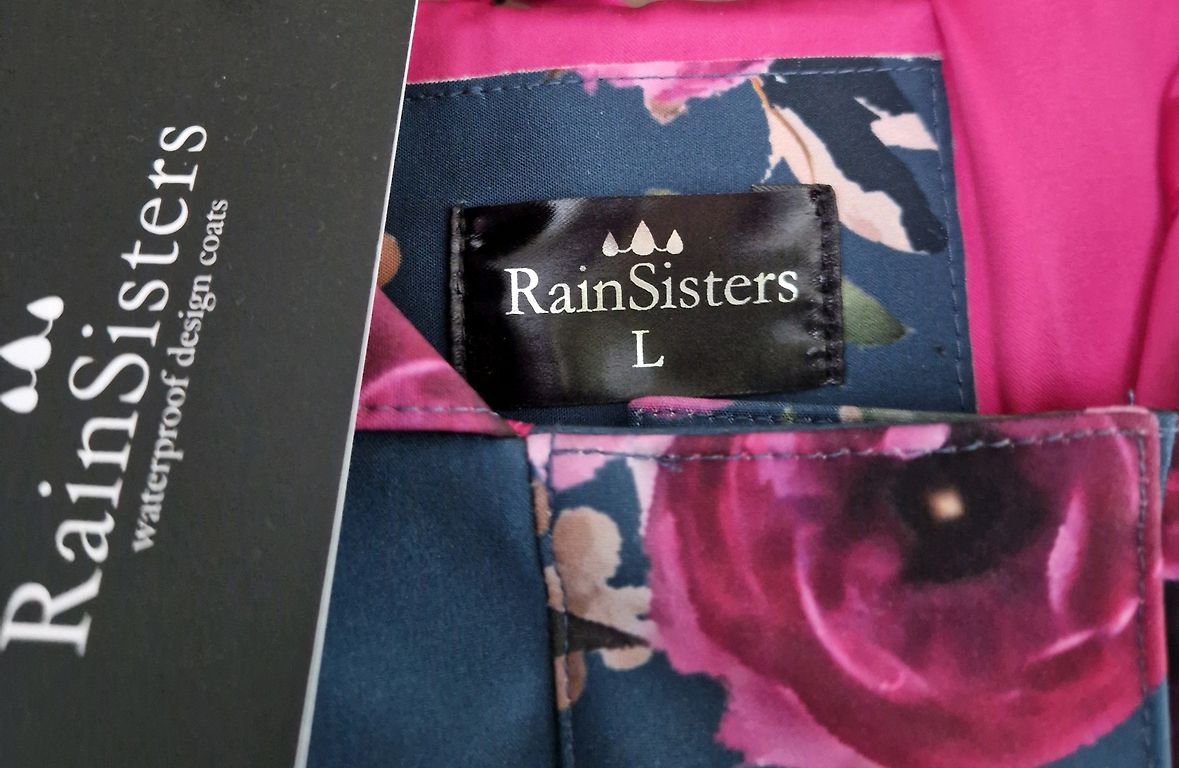 RainSisters
waterproof design coats
RainSisters
L